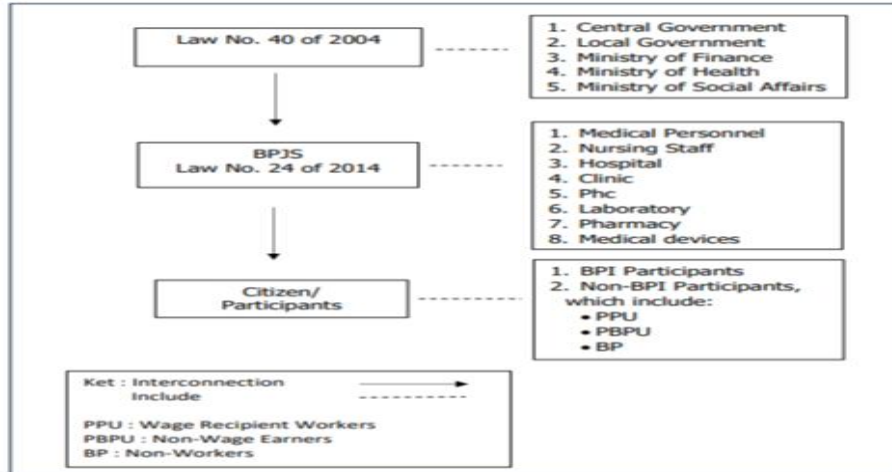 Law No. 40 of 2004
1. Central Government
2. Local Government
3. Ministry of Finance
4. Ministry of Health
5. Ministry of Social Affairs
BPJS
Law No. 24 of 2014
1. Medical Personnel
2. Nursing Staff
3. Hospital
4. Clinic
5. Phc
6. Laboratory
7. Pharmacy
8. Medical devices
Citizen/
Participants
1. BPI Participants
2. Non-BPI Participants,
which include:
• PPU
• PBPU
• BP
Ket : Interconnection
Include
PPU : Wage Recipient Workers
PBPU : Non-Wage Earners
BP : Non-Workers